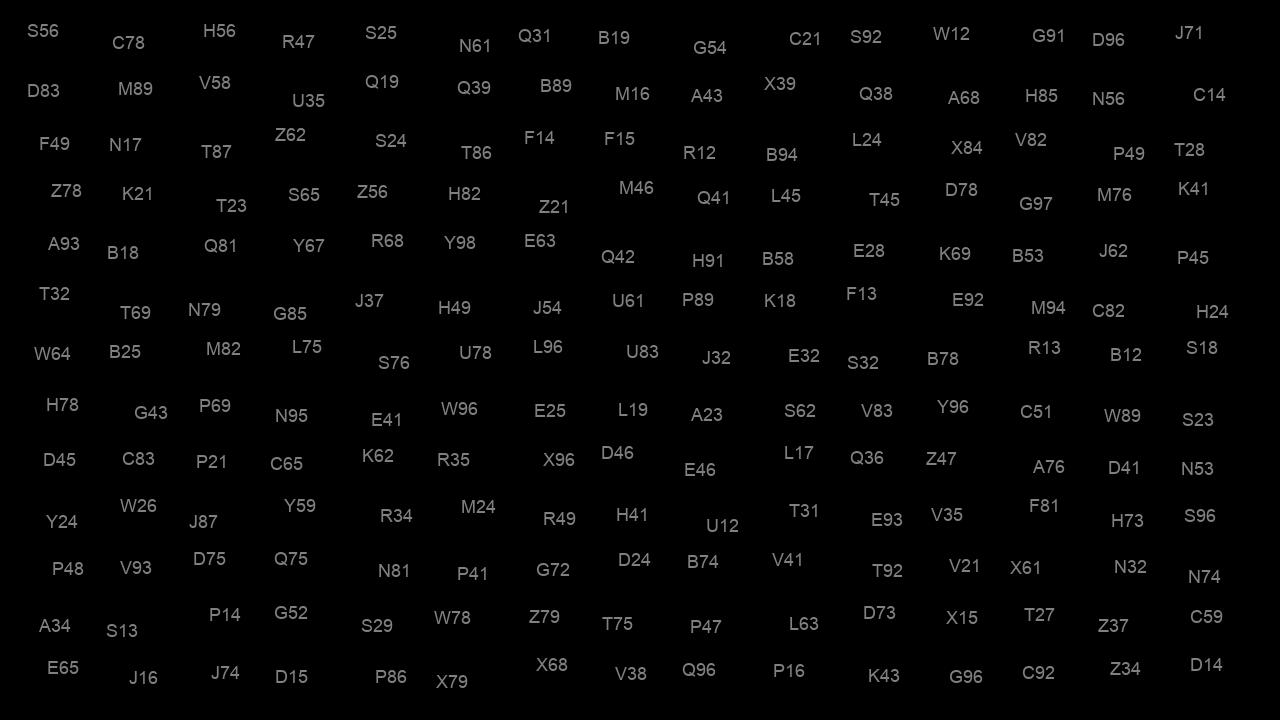 S56 C78 H56 R47 S25 N61 Q31 B19 G54 C21 S92 W12 G91 D96 J71
D83 M89 V58 U35 Q19 Q39 B89 M16 A43 X39 Q38 A68 H85 N56 C14
F49 N17 T87 Z62 S24 T86 F14 F15 R12 B94 L24 X84 V82 P49 T28
Z78 K21 T23 S65 Z56 H82 Z21 M46 Q41 L45 T45 D78 G97 M76 K41
A93 B18 Q81 Y67 R68 Y98 E63 Q42 H91 B58 E28 K69 B53 J62 P45
T32 T69 N79 G85 J37 H49 J54 U61 P89 K18 F13 E92 M94 C82 H24
W64 B25 M82 L75 S76 U78 L96 U83 J32 E32 S32 B78 R13 B12 S18
H78 G43 P69 N95 E41 W96 E25 L19 A23 S62 V83 Y96 C51 W89 S23
D45 C83 P21 C65 K62 R35 X96 D46 E46 L17 Q36 Z47 A76 D41 N53
Y24 W26 J87 Y59 R34 M24 R49 H41 U12 T31 E93 V35 F81 H73 S96
P48 V93 D75 Q75 N81 P41 G72 D24 B74 V41 T92 V21 X61 N32 N74
A34 S13 P14 G52 S29 W78 Z79 T75 P47 L63 D73 X15 T27 Z37 C59
E65 J16 J74 D15 P86 X79 X68 V38 Q96 P16 K43 G96 C92 Z34 D14